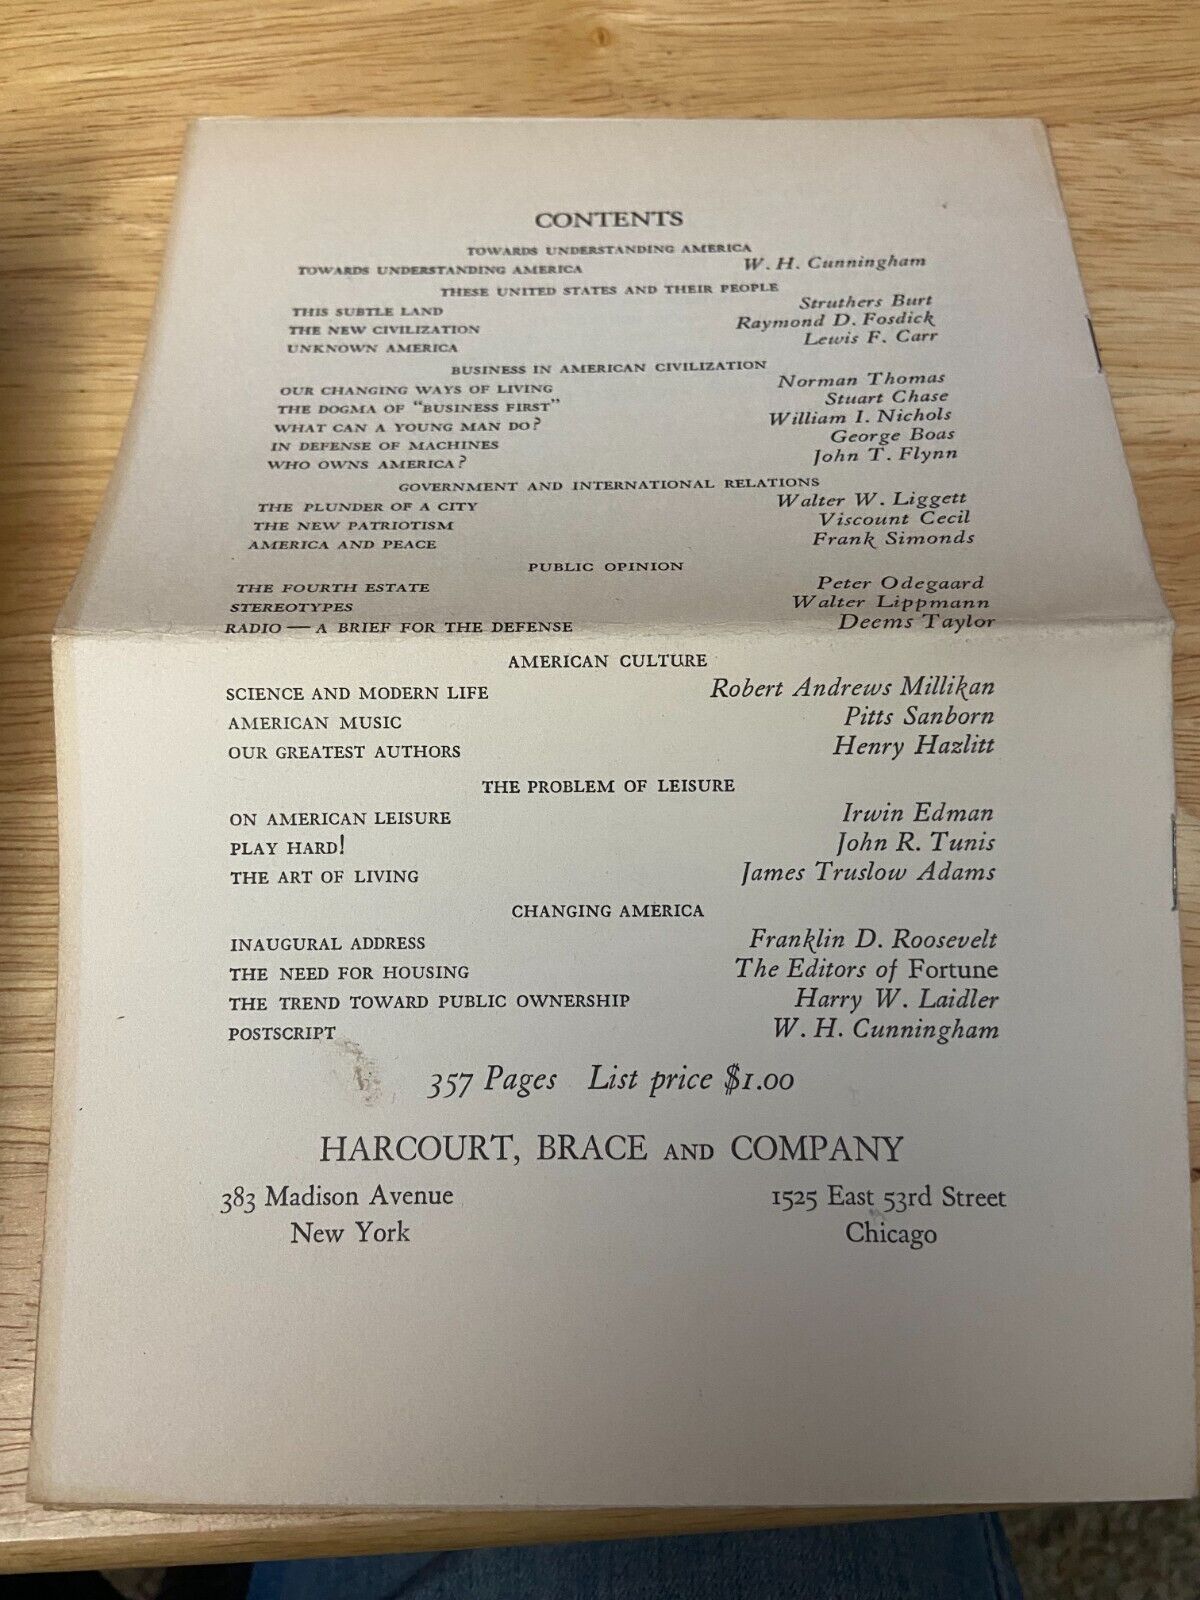 CONTENTS
TOWARDS UNDERSTANDING AMERICA
TOWARDS UNDERSTANDING AMERICA W. H. Cunningham
THESE UNITED STATES AND THEIR PEOPLE
THIS SUBTLE LAND Struthers Burt
THE NEW CIVILIZATION Raymond D. Fosdick
UNKNOWN AMERICA Lewis F. Carr
BUSINESS IN AMERICAN CIVILIZATION
OUR CHANGING WAYS OF LIVING Norman Thomas
THE DOGMA OF "BUSINESS FIRST" Stuart Chase
WHAT CAN A YOUNG MAN DO? William I. Nichols
IN DEFENSE OF MACHINES George Boas
WHO OWNS AMERICA? John T. Flynn
GOVERNMENT AND INTERNATIONAL RELATIONS
THE PLUNDER OF A CITY Walter W. Liggett
THE NEW PATRIOTISM Viscount Cecil
AMERICA AND PEACE Frank Simonds
PUBLIC OPINION
THE FOURTH ESTATE Peter Odegaard
STEREOTYPES Walter Lippmann
RADIO — A BRIEF FOR THE DEFENSE Deems Taylor
AMERICAN CULTURE
SCIENCE AND MODERN LIFE Robert Andrews Millikan
AMERICAN MUSIC Pitts Sanborn
OUR GREATEST AUTHORS Henry Hazlitt
THE PROBLEM OF LEISURE
ON AMERICAN LEISURE Irwin Edman
PLAY HARD! John R. Tunis
THE ART OF LIVING James Truslow Adams
CHANGING AMERICA
INAUGURAL ADDRESS Franklin D. Roosevelt
THE NEED FOR HOUSING The Editors of Fortune
THE TREND TOWARD PUBLIC OWNERSHIP Harry W. Laidler
POSTSCRIPT W. H. Cunningham
357 Pages List price $1.00
HARCOURT, BRACE AND COMPANY
383 Madison Avenue 1525 East 53rd Street
New York Chicago